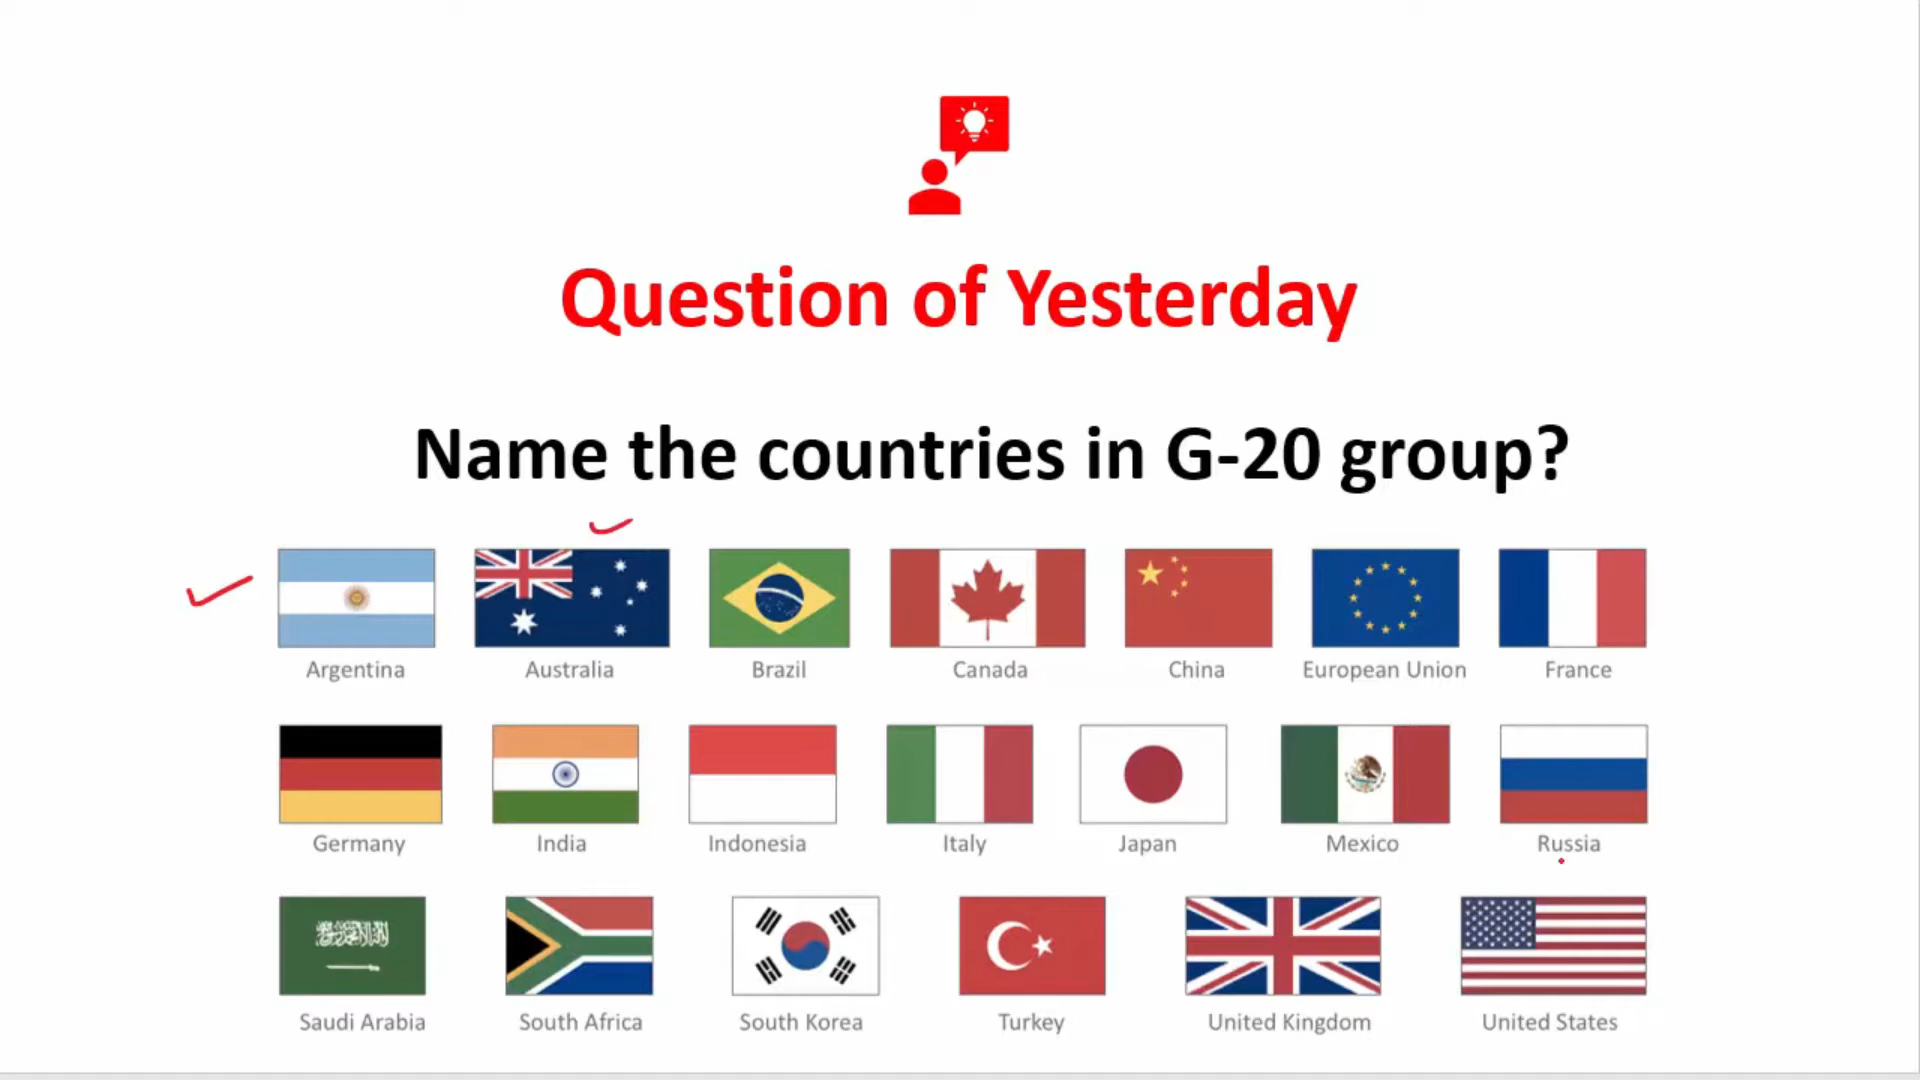 Question of Yesterday
Name the countries in G-20 group?
Argentina Australia Brazil Canada China European Union France
Germany India Indonesia Italy Japan Mexico Russia
Saudi Arabia South Africa South Korea Turkey United Kingdom United States